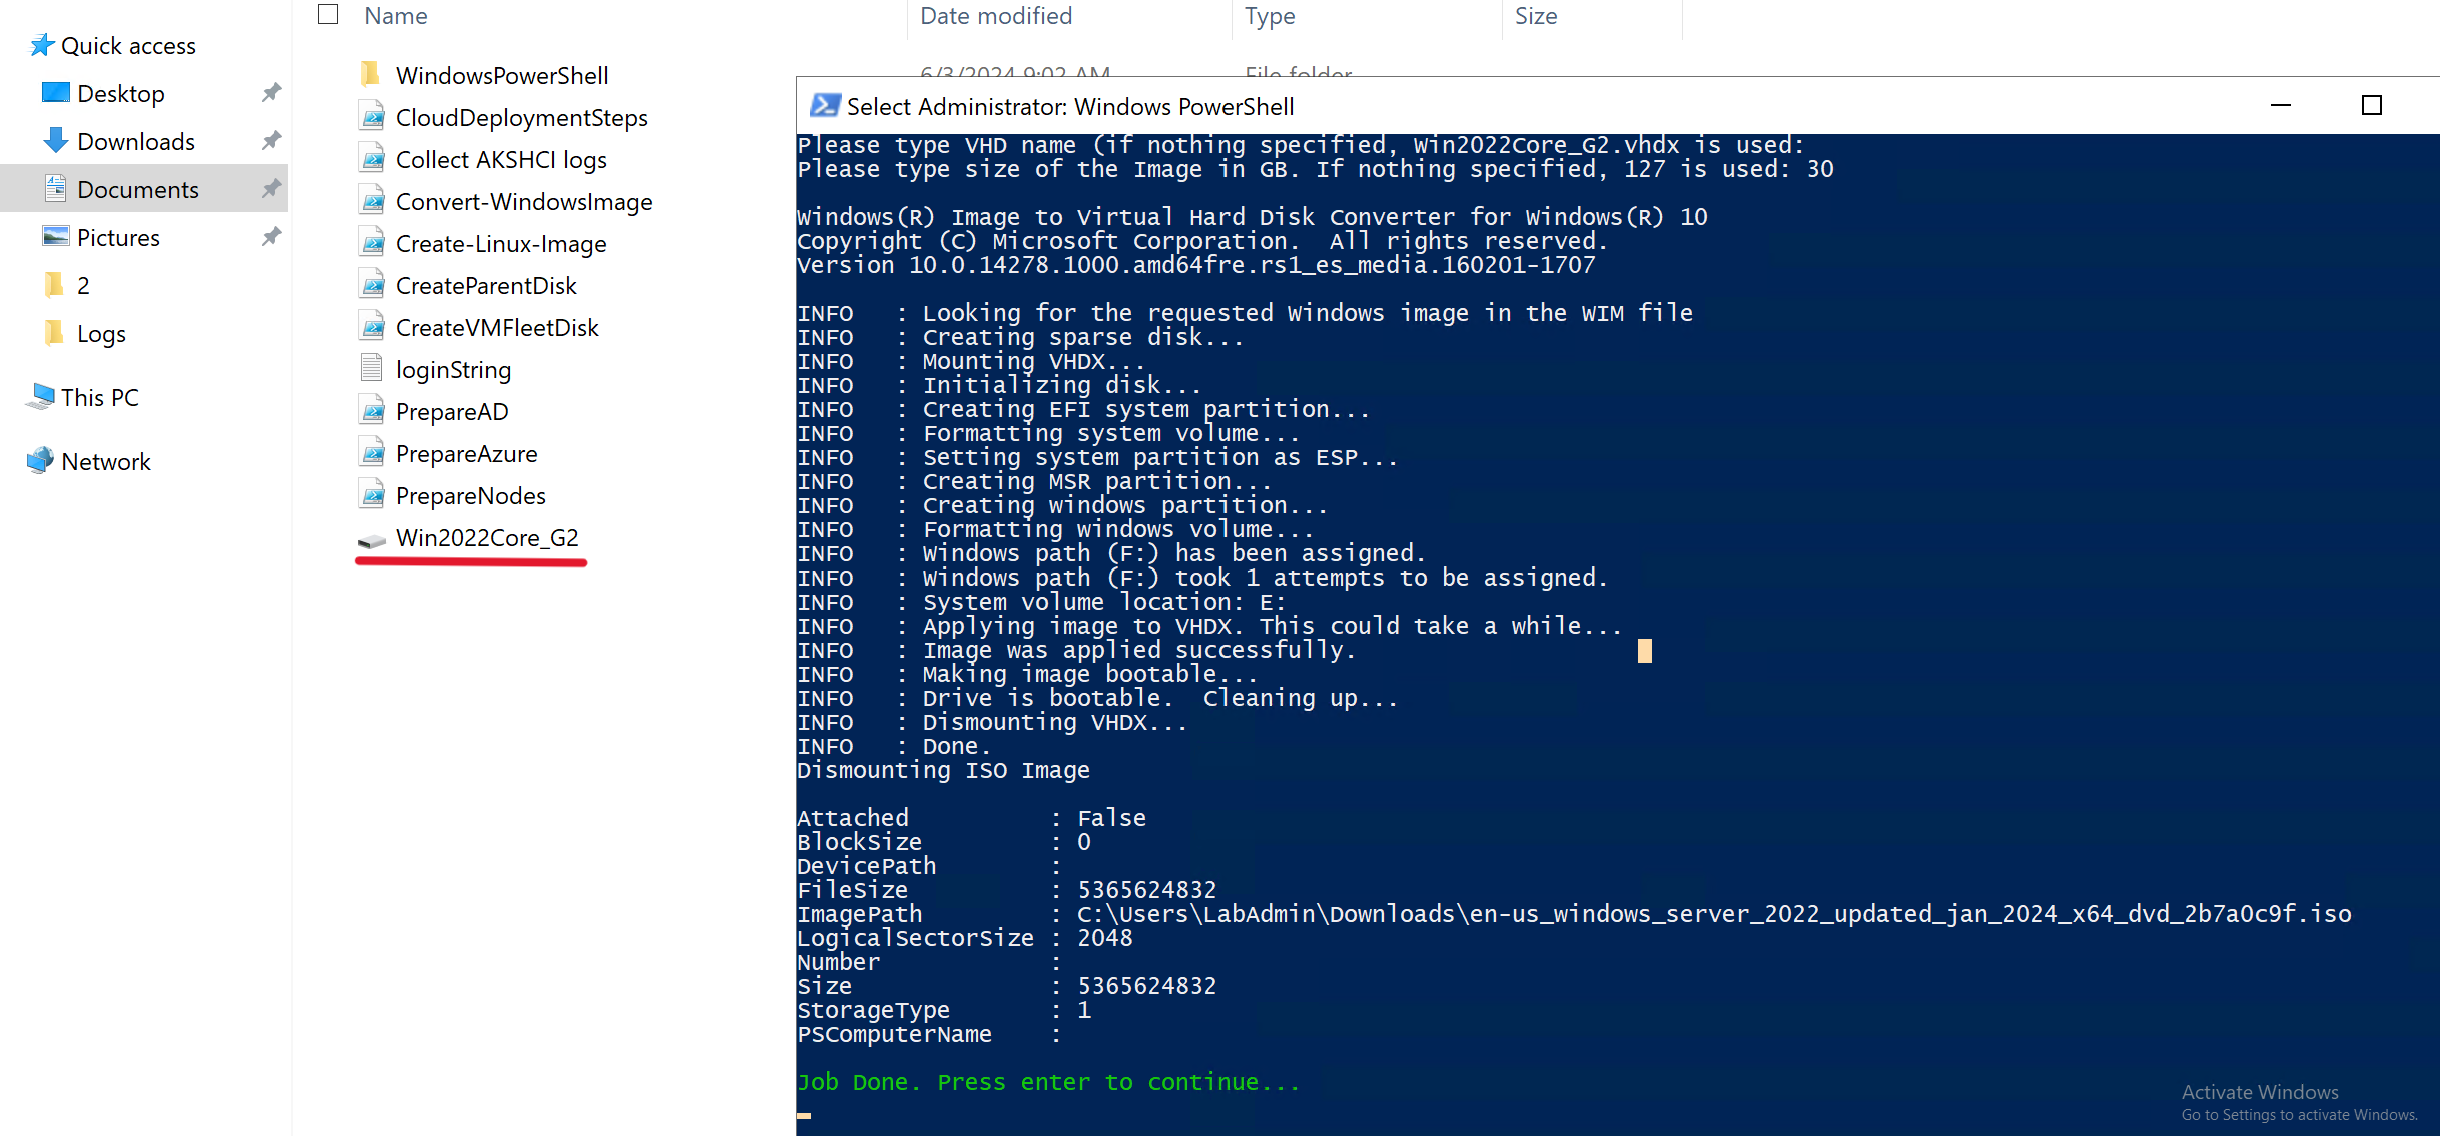 Name
Date modified
Type
Size
Quick access
Desktop
Downloads
Documents
Pictures
2
Logs
This PC
Network
WindowsPowerShell
6/3/2024 9:02 AM
File folder
CloudDeploymentSteps
Collect AKSHCI logs
Convert-WindowsImage
Create-Linux-Image
CreateParentDisk
CreateVMFleetDisk
loginString
PrepareAD
PrepareAzure
PrepareNodes
Win2022Core_G2
Select Administrator: Windows PowerShell
Please type VHD name (if nothing specified, Win2022Core_G2.vhdx is used:
Please type size of the Image in GB. If nothing specified, 127 is used: 30
Windows(R) Image to Virtual Hard Disk Converter for Windows(R) 10
Copyright (C) Microsoft Corporation.  All rights reserved.
Version 10.0.14278.1000.amd64fre.rs1_es_media.160201-1707
INFO   : Looking for the requested Windows image in the WIM file
INFO   : Creating sparse disk...
INFO   : Mounting VHDX...
INFO   : Initializing disk...
INFO   : Creating EFI system partition...
INFO   : Formatting system volume...
INFO   : Setting system partition as ESP...
INFO   : Creating MSR partition...
INFO   : Creating windows partition...
INFO   : Formatting windows volume...
INFO   : Windows path (F:) has been assigned.
INFO   : Windows path (F:) took 1 attempts to be assigned.
INFO   : System volume location: E:
INFO   : Applying image to VHDX. This could take a while...
INFO   : Image was applied successfully.
INFO   : Making image bootable...
INFO   : Drive is bootable.  Cleaning up...
INFO   : Dismounting VHDX...
INFO   : Done.
Dismounting ISO Image
Attached          : False
BlockSize         : 0
DevicePath        :
FileSize          : 5365624832
ImagePath         : C:\Users\LabAdmin\Downloads\en-us_windows_server_2022_updated_jan_2024_x64_dvd_2b7a0c9f.iso
LogicalSectorSize : 2048
Number            :
Size              : 5365624832
StorageType       : 1
PSComputerName    :
Job Done. Press enter to continue...
Activate Windows
Go to Settings to activate Windows.